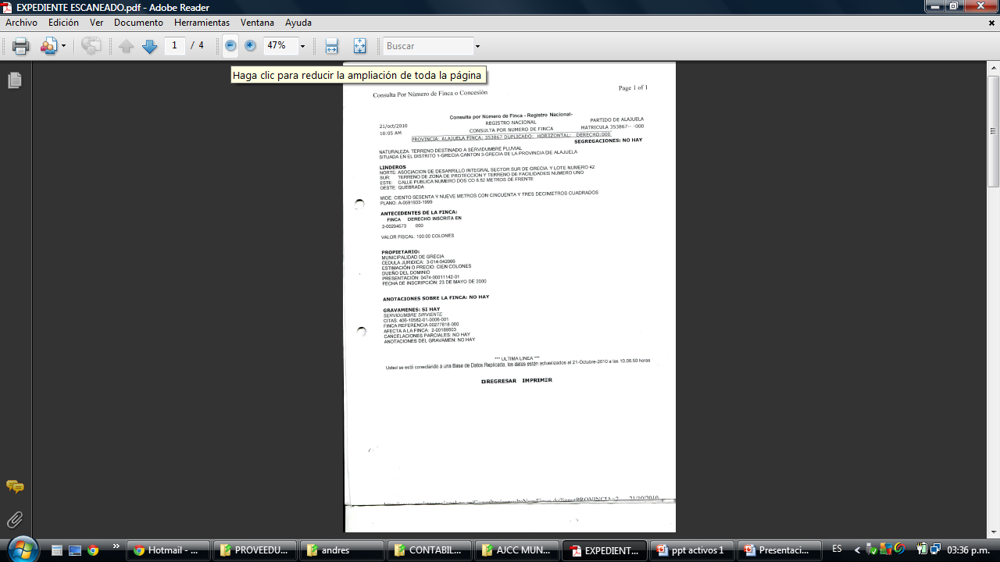 EXPEDIENTE ESCANEADO.pdf - Adobe Reader
Archivo Edición Ver Documento Herramientas Ventana Ayuda
1 / 4 47% Buscar
Haga clic para reducir la ampliación de toda la página
Consulta Por Número de Finca o Concesión Page 1 of 1
Consulta por Número de Finca - Registro Nacional-
21/oct/2010 REGISTRO NACIONAL PARTIDO DE ALAJUELA
10:05 AM CONSULTA POR NUMERO DE FINCA MATRICULA 353867-- -000
PROVINCIA: ALAJUELA FINCA: 353867 DUPLICADO: HORIZONTAL: DERECHO:000
SEGREGACIONES: NO HAY
NATURALEZA: TERRENO DESTINADO A SERVIDUMBRE PLUVIAL
SITUADA EN EL DISTRITO 1-GRECIA CANTON 3-GRECIA DE LA PROVINCIA DE ALAJUELA
LINDEROS
NORTE: ASOCIACION DE DESARROLLO INTEGRAL SECTOR SUR DE GRECIA Y LOTE NUMERO 42
SUR: TERRENO DE ZONA DE PROTECCION Y TERRENO DE FACILIDADES NUMERO UNO
ESTE: CALLE PUBLICA NUMERO DOS CO 6.52 METROS DE FRENTE
OESTE: QUEBRADA
MIDE: CIENTO SESENTA Y NUEVE METROS CON CINCUENTA Y TRES DECIMETROS CUADRADOS
PLANO: A-0591933-1999
ANTECEDENTES DE LA FINCA:
FINCA DERECHO INSCRITA EN
2-00294573 000
VALOR FISCAL: 100.00 COLONES
PROPIETARIO:
MUNICIPALIDAD DE GRECIA
CEDULA JURIDICA: 3-014-042066
ESTIMACIÓN O PRECIO: CIEN COLONES
DUEÑO DEL DOMINIO
PRESENTACIÓN: 0474-00011142-01
FECHA DE INSCRIPCIÓN: 23 DE MAYO DE 2000
ANOTACIONES SOBRE LA FINCA: NO HAY
GRAVAMENES: SI HAY
SERVIDUMBRE SIRVIENTE
CITAS: 406-10582-01-0006-001
FINCA REFERENCIA 00277818-000
AFECTA A LA FINCA: 2-00189503
CANCELACIONES PARCIALES: NO HAY
ANOTACIONES DEL GRAVAMEN: NO HAY
*** ULTIMA LINEA ***
Usted se está conectando a una Base de Datos Replicada, los datos están actualizados al 21-Octubre-2010 a las 10.06.50 horas
REGRESAR IMPRIMIR
21/10/2010
Hotmail - ... PROVEEDU... andres CONTABIL... AJCC MUN... EXPEDIENT... ppt activos 1 Presentaci... ES 03:36 p.m.